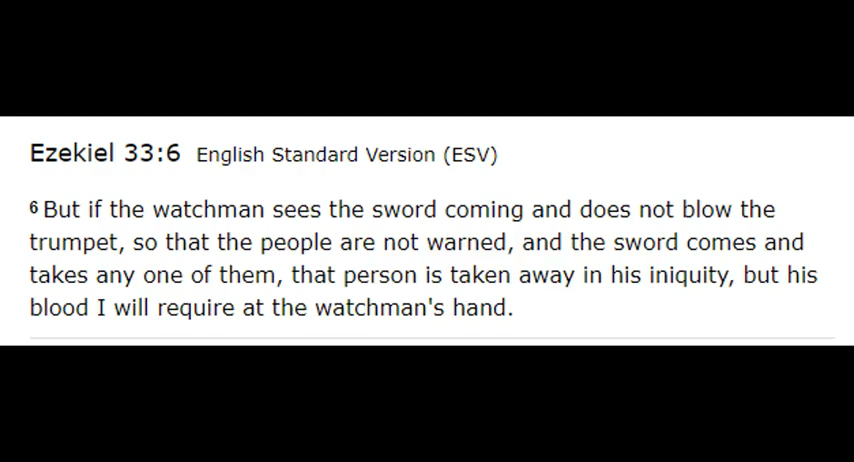 Ezekiel 33:6 English Standard Version (ESV)
6 But if the watchman sees the sword coming and does not blow the
trumpet, so that the people are not warned, and the sword comes and
takes any one of them, that person is taken away in his iniquity, but his
blood I will require at the watchman's hand.